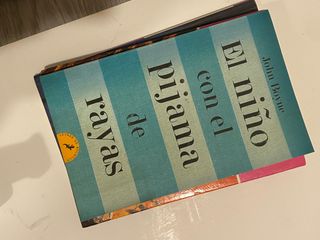 John Boyne
El niño
con el
pijama
de
rayas